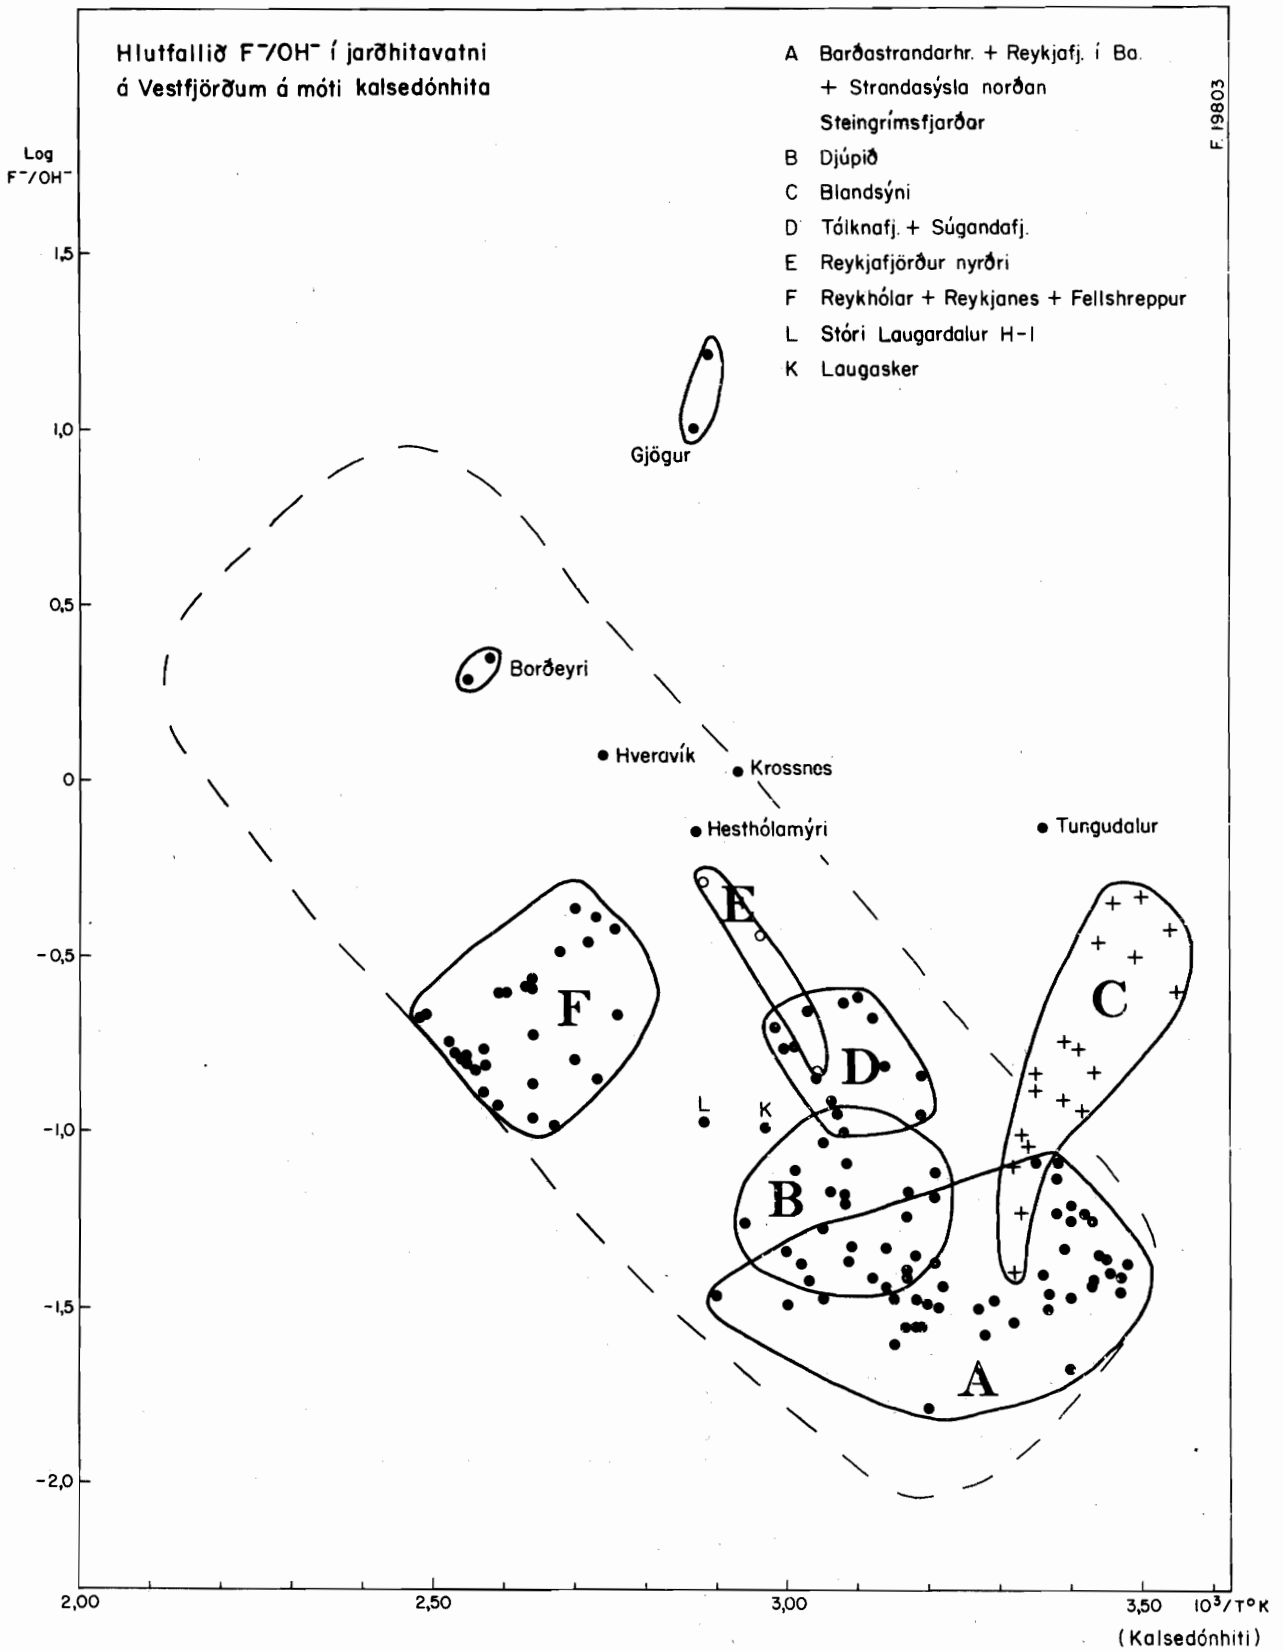 Hlutfallið F⁻/OH⁻ í jarðhitavatni
á Vestfjörðum á móti kalsedónhita
A Barðastrandarhr. + Reykjafj. í Ba.
+ Strandasýsla norðan
Steingrímsfjarðar
B Djúpið
C Blandsýni
D Tálknafj. + Súgandafj.
E Reykjafjörður nyrðri
F Reykhólar + Reykjanes + Fellshreppur
L Stóri Laugardalur H-1
K Laugasker
F. 19803
Log
F⁻/OH⁻
1,5
1,0
Gjögur
0,5
Borðeyri
Hveravík
0
Krossnes
Hesthólamýri
Tungudalur
E
-0,5
C
F
D
L
K
-1,0
B
-1,5
A
-2,0
2,00
2,50
3,00
3,50
10³/T°K
(Kalsedónhiti)